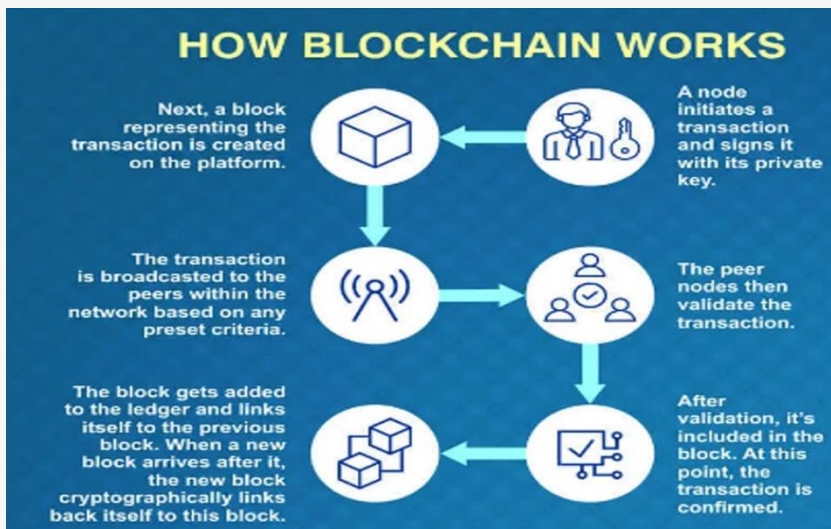 HOW BLOCKCHAIN WORKS
A node
initiates a
transaction
and signs it
with its private
key.
Next, a block
representing the
transaction is created
on the platform.
The transaction
is broadcasted to the
peers within the
network based on any
preset criteria.
The peer
nodes then
validate the
transaction.
After
validation, it's
included in the
block. At this
point, the
transaction is
confirmed.
The block gets added
to the ledger and links
itself to the previous
block. When a new
block arrives after it,
the new block
cryptographically links
back itself to this block.